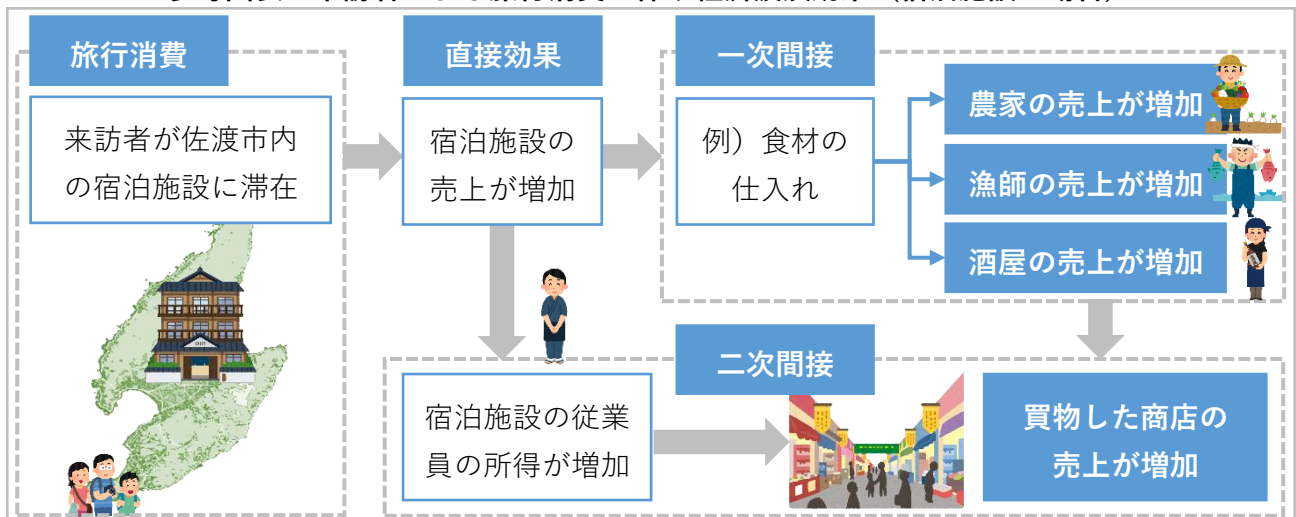 旅行消費
来訪者が佐渡市内
の宿泊施設に滞在
直接効果
宿泊施設の
売上が増加
一次間接
例）食材の
仕入れ
農家の売上が増加
漁師の売上が増加
酒屋の売上が増加
二次間接
宿泊施設の従業
員の所得が増加
買物した商店の
売上が増加